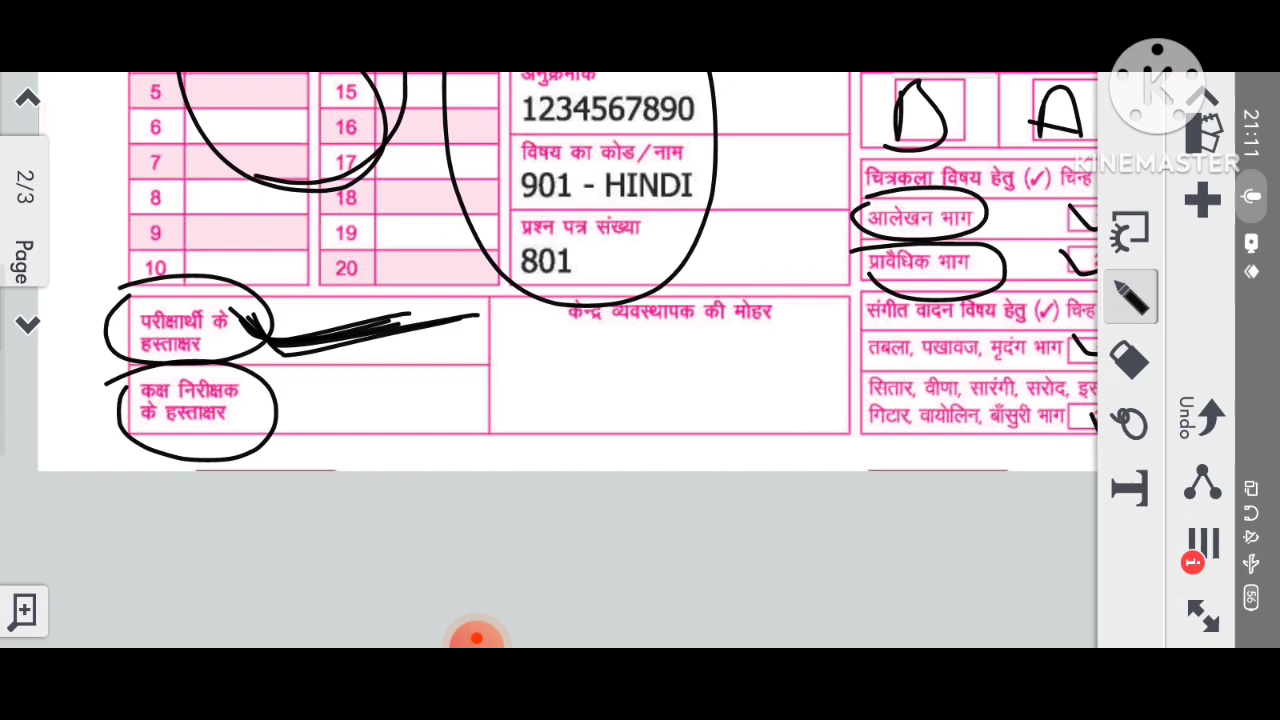 5
15
6
16
7
17
8
18
9
19
10
20
अनुक्रमांक
1234567890
विषय का कोड/नाम
901 - HINDI
प्रश्न पत्र संख्या
801
परीक्षार्थी के
हस्ताक्षर
कक्ष निरीक्षक
के हस्ताक्षर
केन्द्र व्यवस्थापक की मोहर
B
A
चित्रकला विषय हेतु (✓) चिन्ह
आलेखन भाग
प्रावैधिक भाग
संगीत वादन विषय हेतु (✓) चिन्ह
तबला, पखावज, मृदंग भाग
सितार, वीणा, सारंगी, सरोद,
गिटार, वायोलिन, बाँसुरी भाग
KINEMASTER
2/3
Page
Undo
T
21:11
56